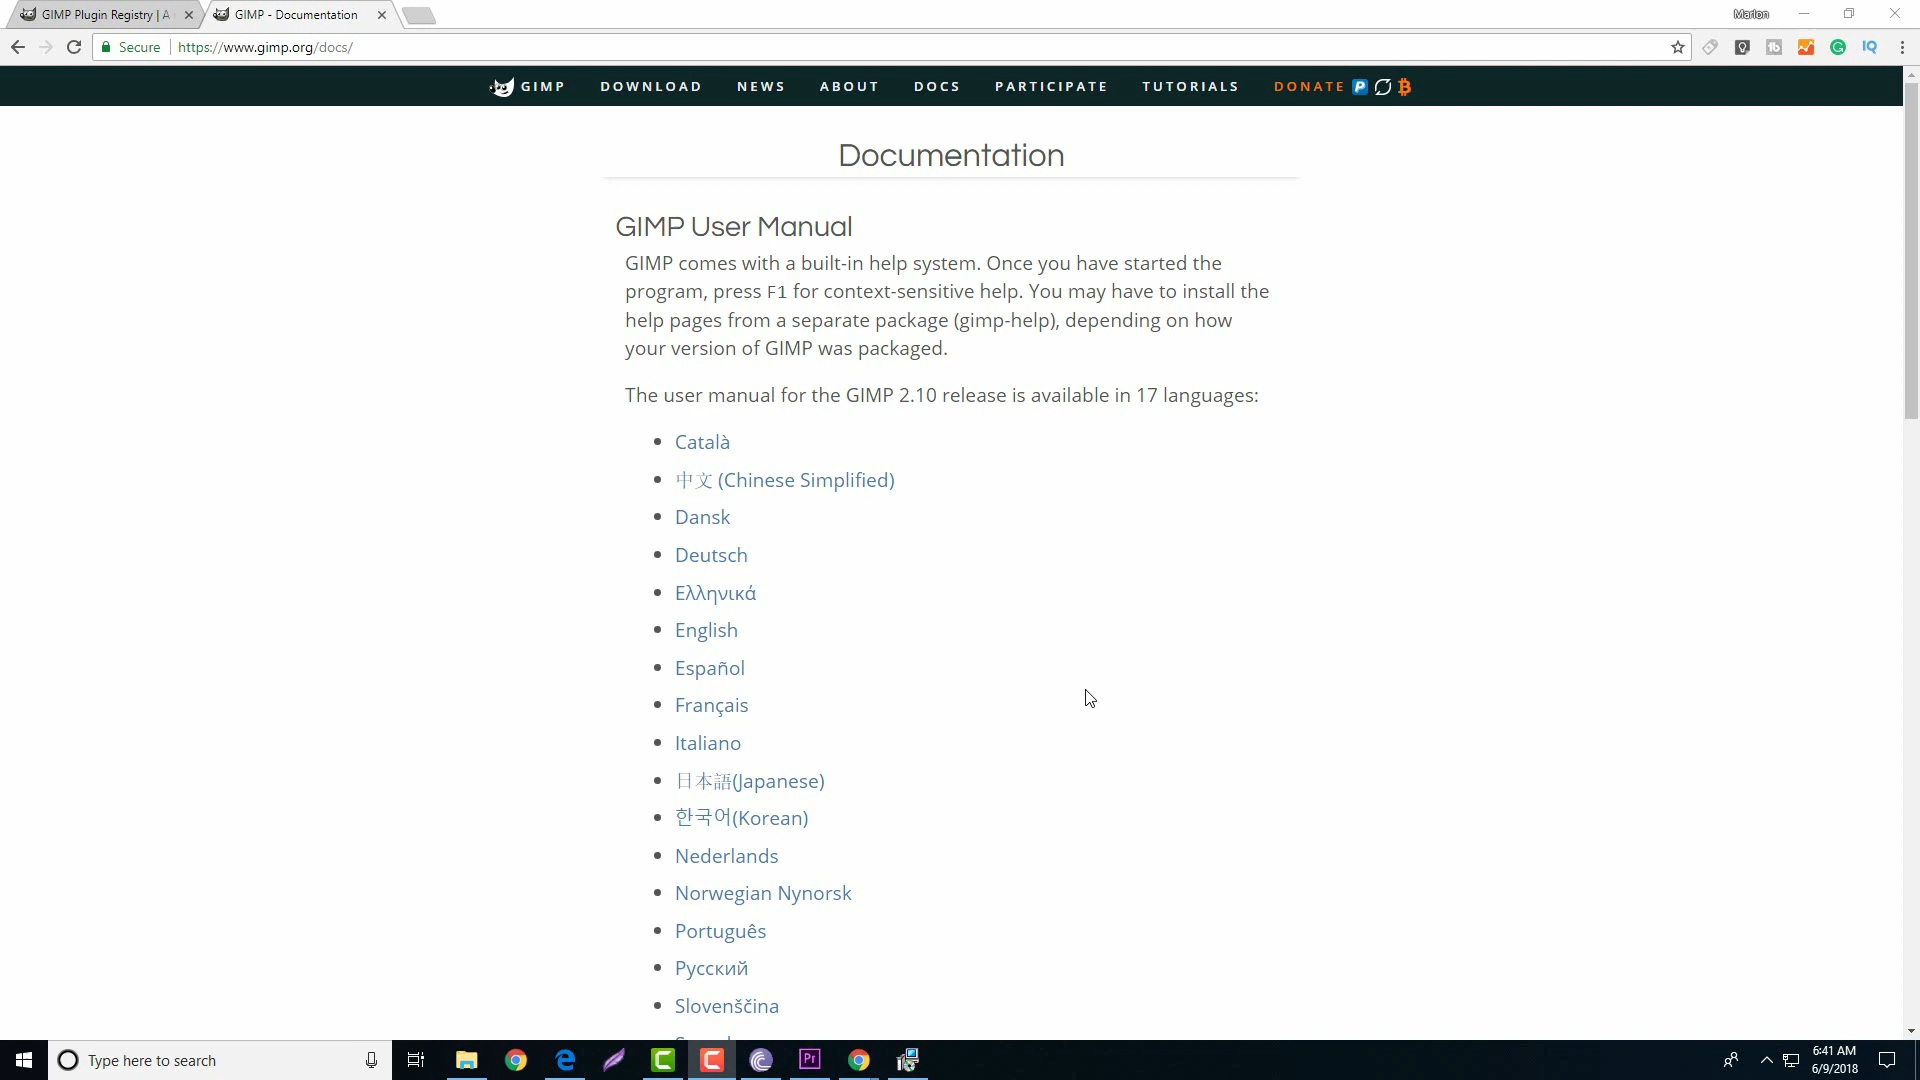 GIMP Plugin Registry | A
GIMP - Documentation
Marlon
Secure
https://www.gimp.org/docs/
IQ
GIMP
DOWNLOAD
NEWS
ABOUT
DOCS
PARTICIPATE
TUTORIALS
DONATE
Documentation
GIMP User Manual
GIMP comes with a built-in help system. Once you have started the
program, press F1 for context-sensitive help. You may have to install the
help pages from a separate package (gimp-help), depending on how
your version of GIMP was packaged.
The user manual for the GIMP 2.10 release is available in 17 languages:
Català
中文 (Chinese Simplified)
Dansk
Deutsch
Ελληνικά
English
Español
Français
Italiano
日本語(Japanese)
한국어(Korean)
Nederlands
Norwegian Nynorsk
Português
Русский
Slovenščina
Type here to search
Pr
6:41 AM
6/9/2018